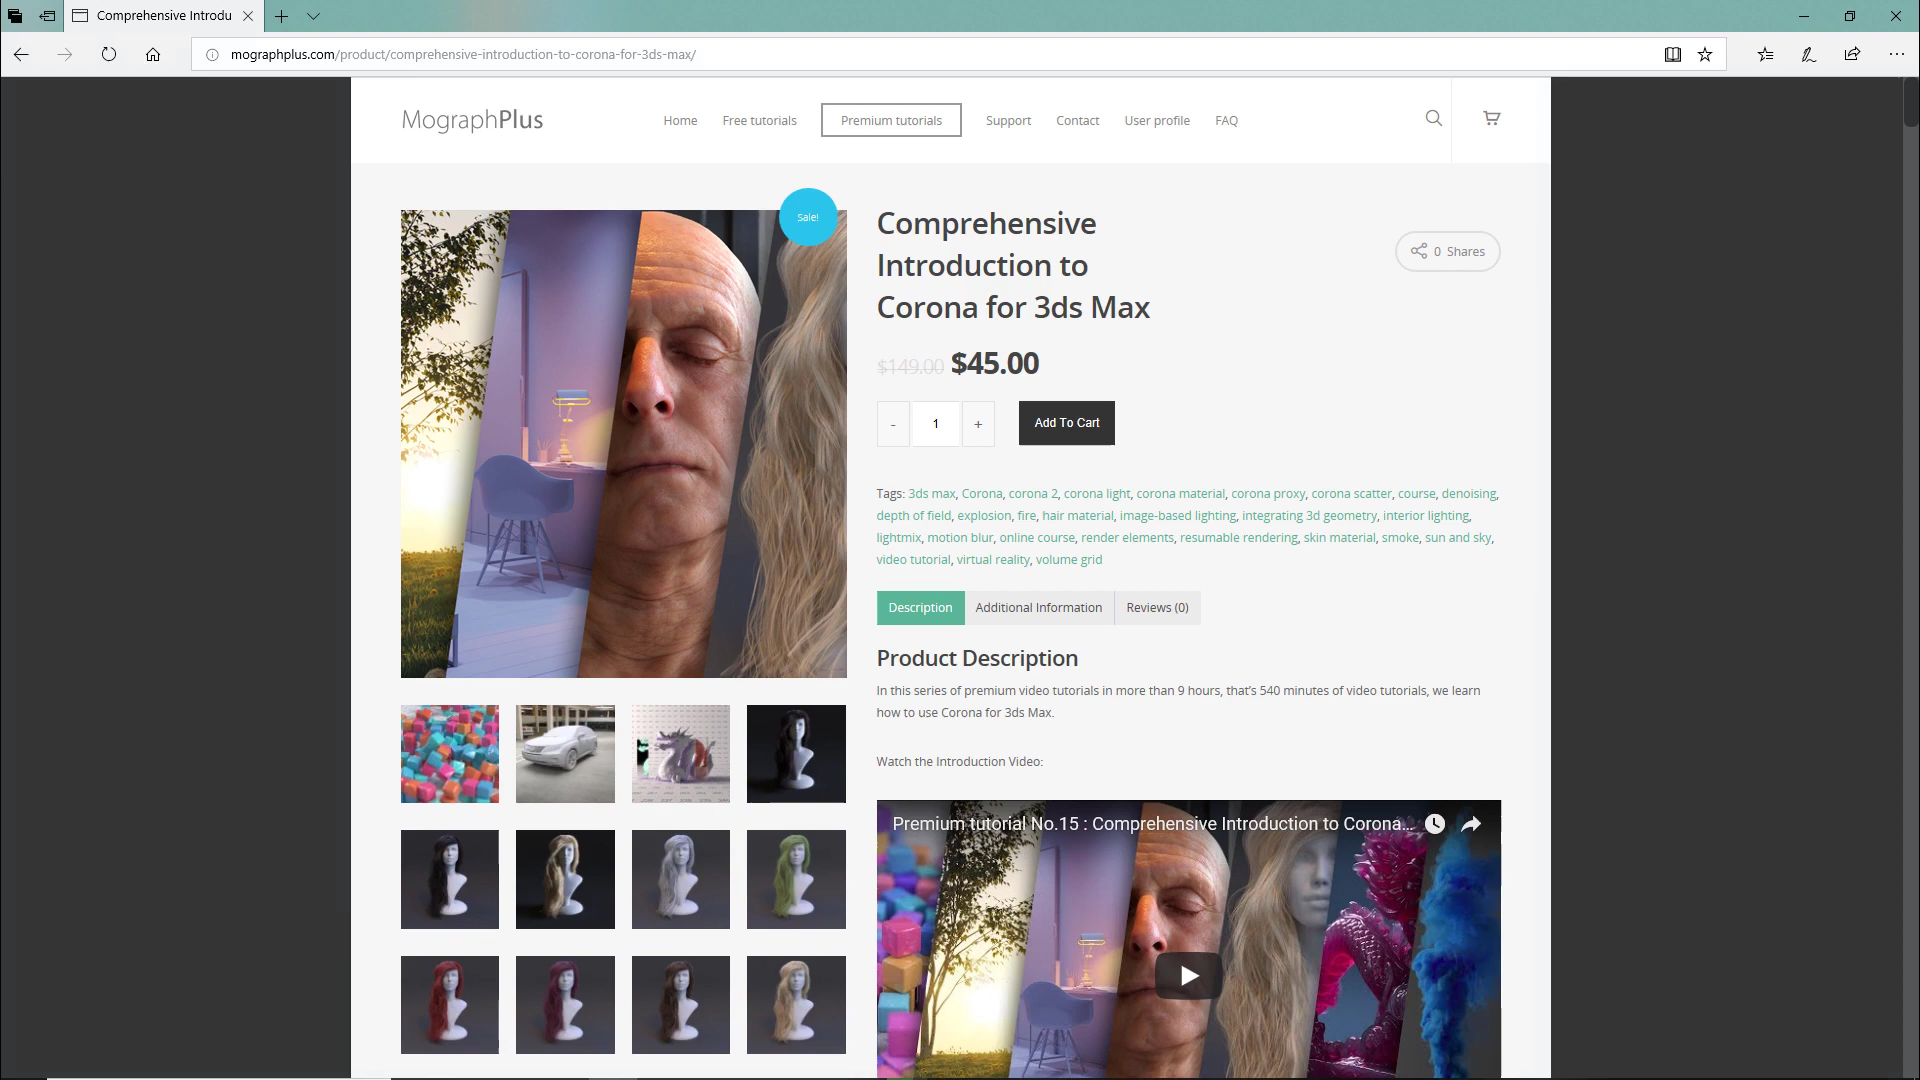 Comprehensive Introdu
mographplus.com/product/comprehensive-introduction-to-corona-for-3ds-max/
MographPlus
Home
Free tutorials
Premium tutorials
Support
Contact
User profile
FAQ
Sale!
Comprehensive
Introduction to
Corona for 3ds Max
0 Shares
$149.00 $45.00
- 1 +
Add To Cart
Tags: 3ds max, Corona, corona 2, corona light, corona material, corona proxy, corona scatter, course, denoising,
depth of field, explosion, fire, hair material, image-based lighting, integrating 3d geometry, interior lighting,
lightmix, motion blur, online course, render elements, resumable rendering, skin material, smoke, sun and sky,
video tutorial, virtual reality, volume grid
Description
Additional Information
Reviews (0)
Product Description
In this series of premium video tutorials in more than 9 hours, that's 540 minutes of video tutorials, we learn
how to use Corona for 3ds Max.
Watch the Introduction Video:
Premium tutorial No.15 : Comprehensive Introduction to Corona...